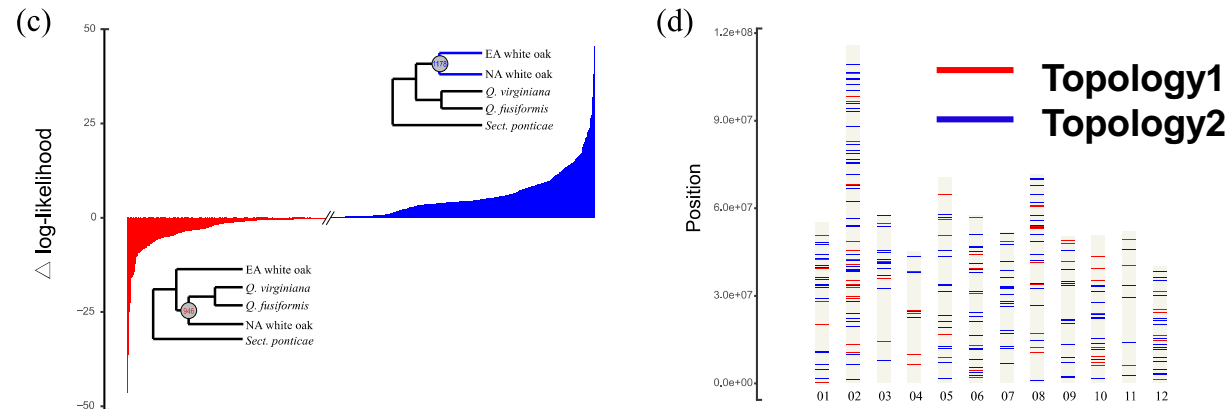 (c)
50
25
0
−25
−50
△ log-likelihood
EA white oak
1178
NA white oak
Q. virginiana
Q. fusiformis
Sect. ponticae
EA white oak
Q. virginiana
Q. fusiformis
946
NA white oak
Sect. ponticae
(d)
1.2e+08
9.0e+07
6.0e+07
3.0e+07
0.0e+00
Position
Topology1
Topology2
01 02 03 04 05 06 07 08 09 10 11 12